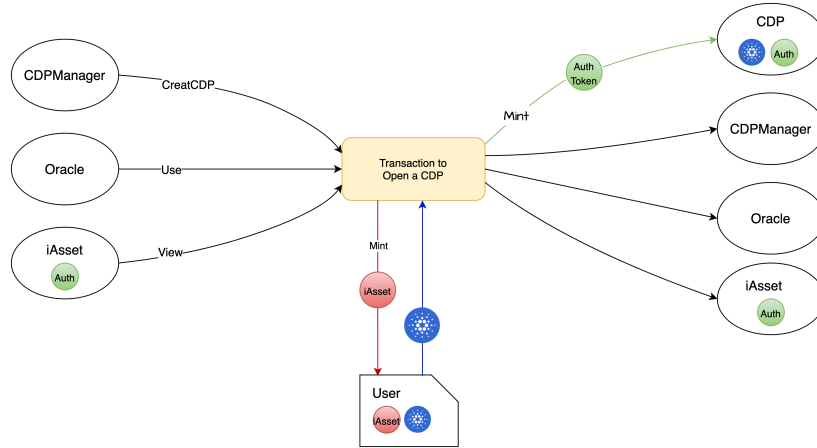 CDP
Auth
Auth
Token
CDPManager
CreatCDP
Mint
CDPManager
Transaction to
Open a CDP
Oracle
Use
Oracle
iAsset
Auth
View
Mint
iAsset
iAsset
Auth
User
iAsset